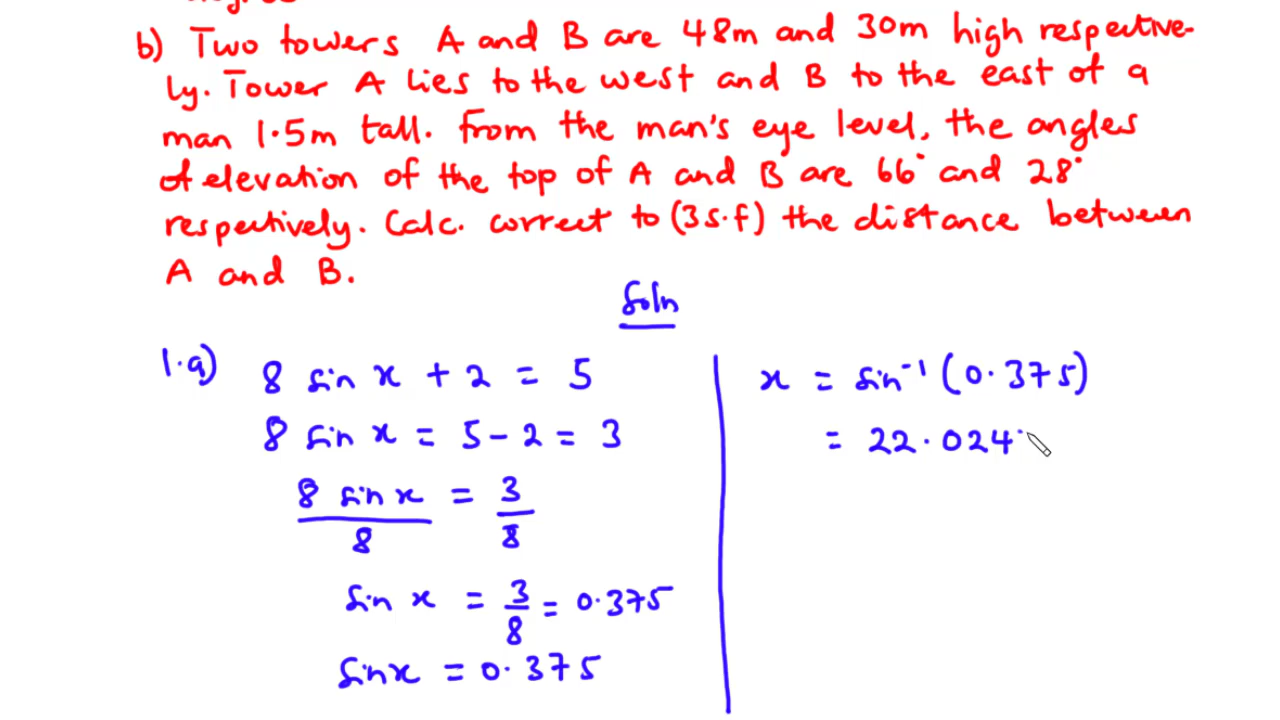 degree
b) Two towers A and B are 48m and 30m high respective-
ly. Tower A lies to the west and B to the east of a
man 1.5m tall. From the man's eye level, the angles
of elevation of the top of A and B are 66° and 28°
respectively. Calc. correct to (3s.f) the distance between
A and B.
Soln
1.a) 8 sin x + 2 = 5
8 sin x = 5 - 2 = 3
8 sin x / 8 = 3 / 8
sin x = 3 / 8 = 0.375
sin x = 0.375
x = sin⁻¹ (0.375)
= 22.024°